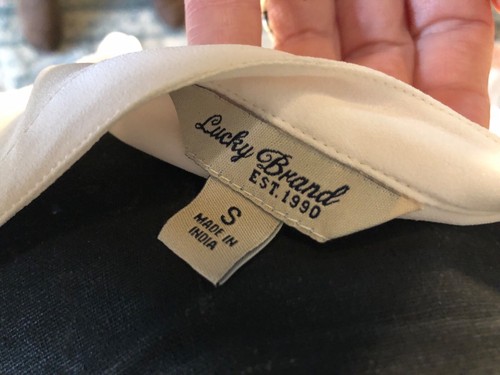 Lucky Brand
EST.1990
S
MADE IN
INDIA